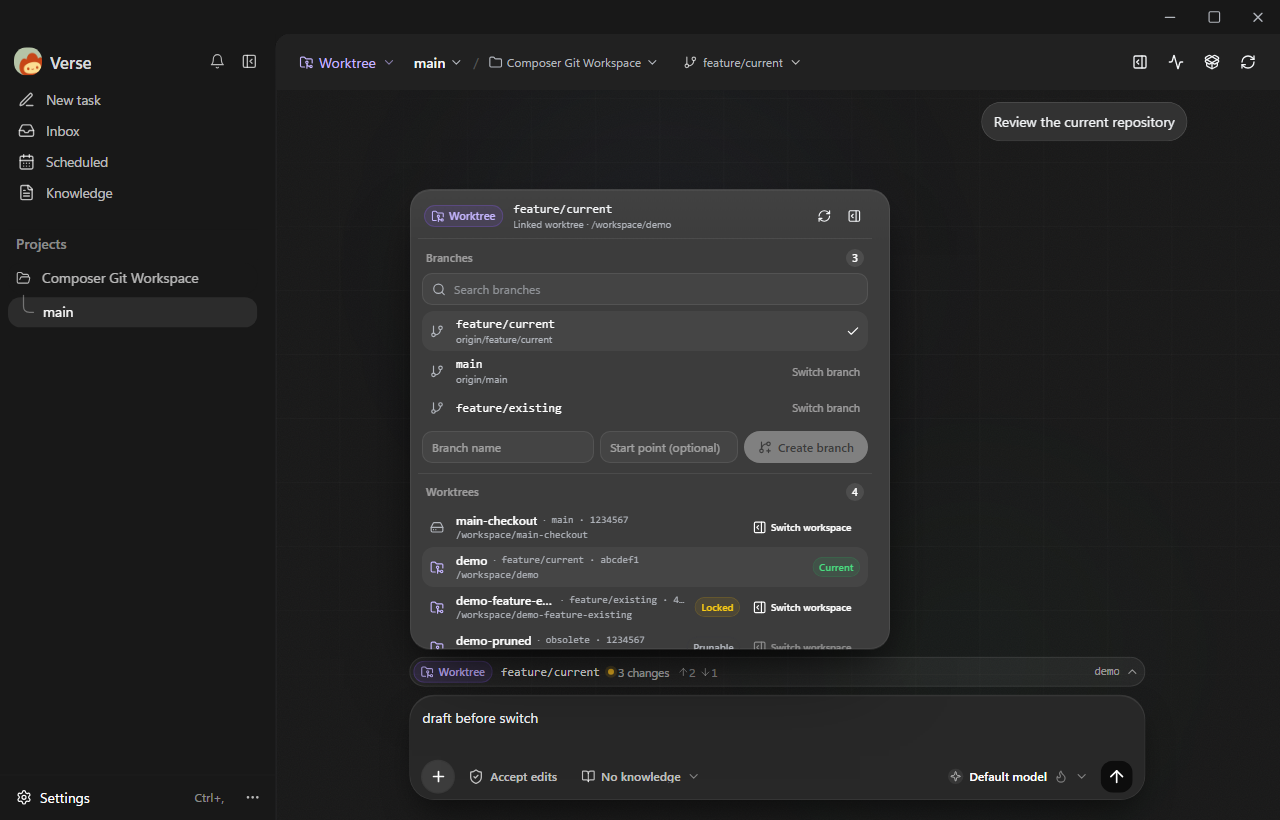 Verse
New task
Inbox
Scheduled
Knowledge
Projects
Composer Git Workspace
main
Settings
Ctrl+,
Worktree
main
/
Composer Git Workspace
feature/current
Review the current repository
Worktree
feature/current
Linked worktree · /workspace/demo
Branches
3
Search branches
feature/current
origin/feature/current
main
origin/main
Switch branch
feature/existing
Switch branch
Branch name
Start point (optional)
Create branch
Worktrees
4
main-checkout · main · 1234567
/workspace/main-checkout
Switch workspace
demo · feature/current · abcdef1
/workspace/demo
Current
demo-feature-e... · feature/existing · 4…
/workspace/demo-feature-existing
Locked
Switch workspace
demo-pruned · obsolete · 1234567
Prunable
Switch workspace
Worktree
feature/current
3 changes
↑2 ↓1
demo
draft before switch
Accept edits
No knowledge
Default model